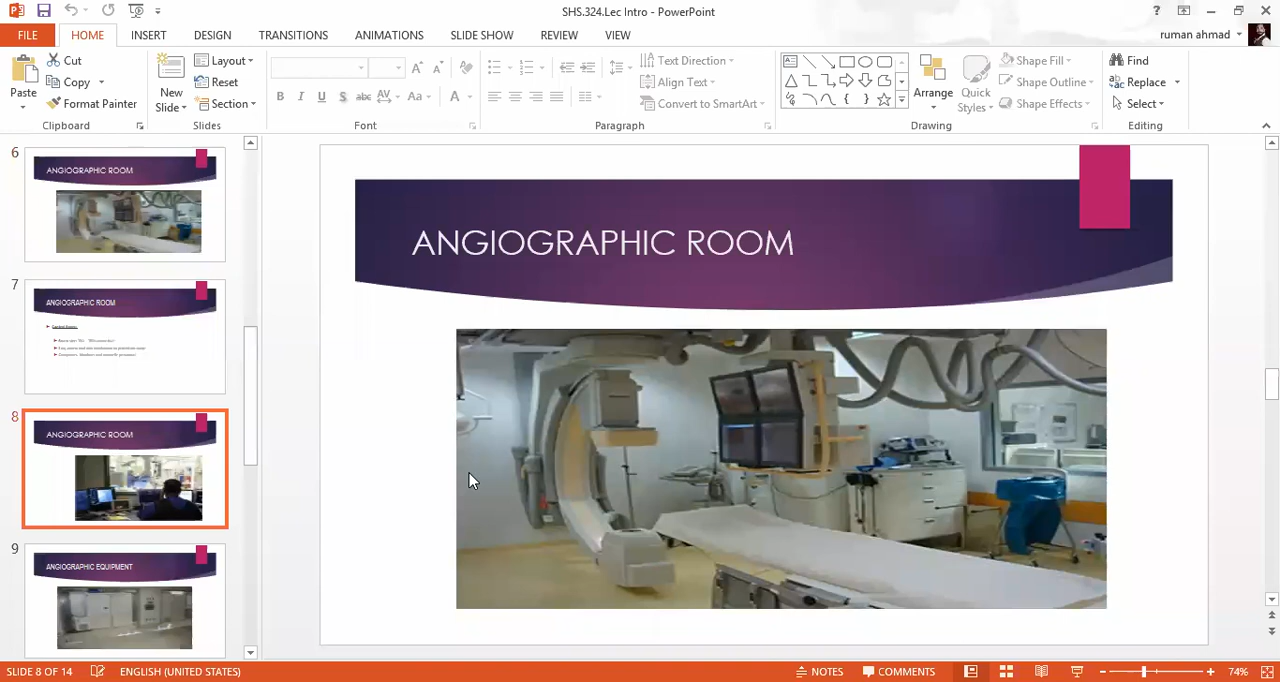 SHS.324.Lec Intro - PowerPoint
FILE HOME INSERT DESIGN TRANSITIONS ANIMATIONS SLIDE SHOW REVIEW VIEW ruman ahmad
Paste
Cut
Copy
Format Painter
Clipboard
New
Slide
Layout
Reset
Section
Slides
Font
Text Direction
Align Text
Convert to SmartArt
Paragraph
Arrange
Quick
Styles
Shape Fill
Shape Outline
Shape Effects
Drawing
Find
Replace
Select
Editing
6
ANGIOGRAPHIC ROOM
7
ANGIOGRAPHIC ROOM
8
ANGIOGRAPHIC ROOM
9
ANGIOGRAPHIC EQUIPMENT
ANGIOGRAPHIC ROOM
SLIDE 8 OF 14 ENGLISH (UNITED STATES) NOTES COMMENTS 74%